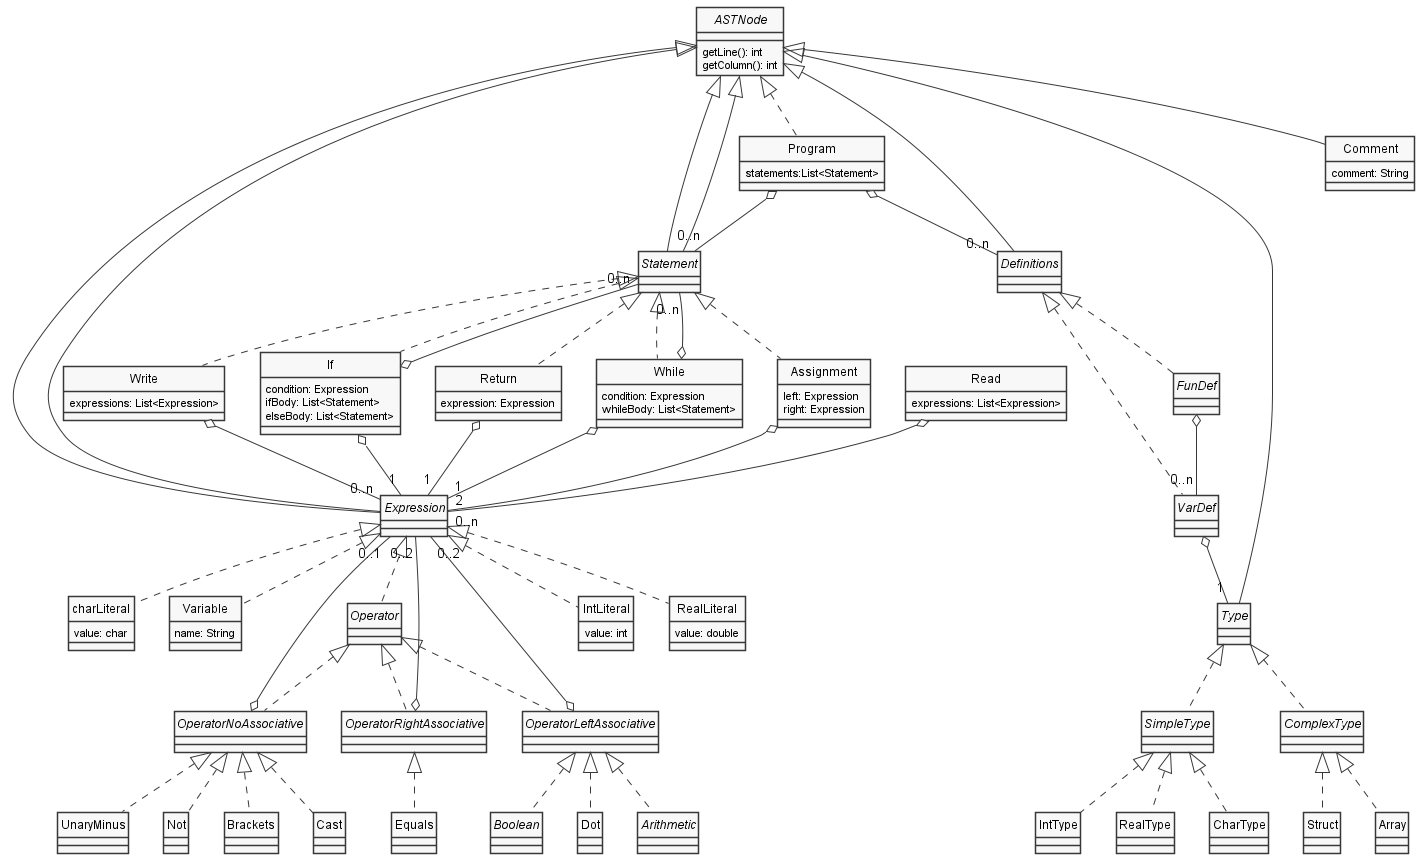 ASTNode
getLine(): int
getColumn(): int
Program
statements:List<Statement>
Comment
comment: String
0..n
0..n
Statement
Definitions
0..n
0..n
Write
expressions: List<Expression>
If
condition: Expression
ifBody: List<Statement>
elseBody: List<Statement>
Return
expression: Expression
While
condition: Expression
whileBody: List<Statement>
Assignment
left: Expression
right: Expression
Read
expressions: List<Expression>
FunDef
0..n
1
1
1
2
0..n
0..n
Expression
VarDef
0..1
0..2
0..2
charLiteral
value: char
Variable
name: String
Operator
IntLiteral
value: int
RealLiteral
value: double
1
Type
OperatorNoAssociative
OperatorRightAssociative
OperatorLeftAssociative
SimpleType
ComplexType
UnaryMinus
Not
Brackets
Cast
Equals
Boolean
Dot
Arithmetic
IntType
RealType
CharType
Struct
Array